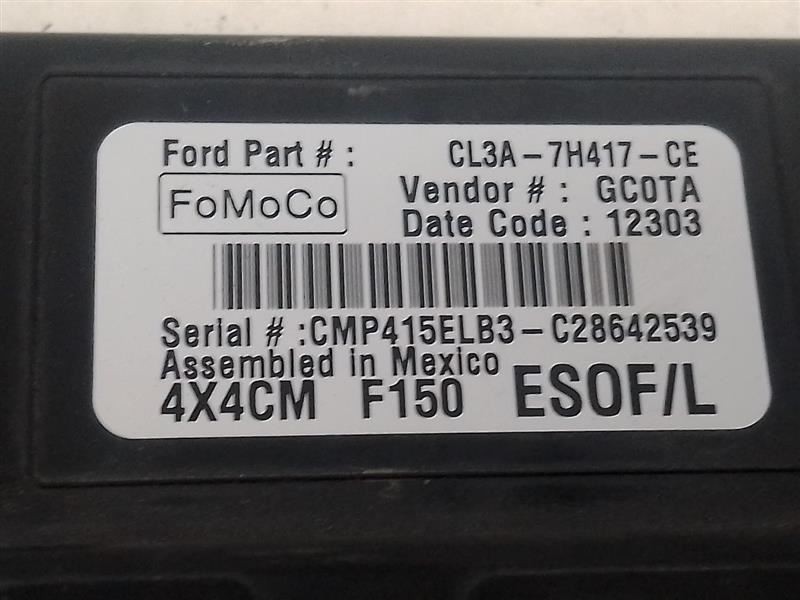 Ford Part # : CL3A-7H417-CE
FoMoCo
Vendor # : GC0TA
Date Code : 12303
Serial # :CMP415ELB3-C28642539
Assembled in Mexico
4X4CM F150 ESOF/L